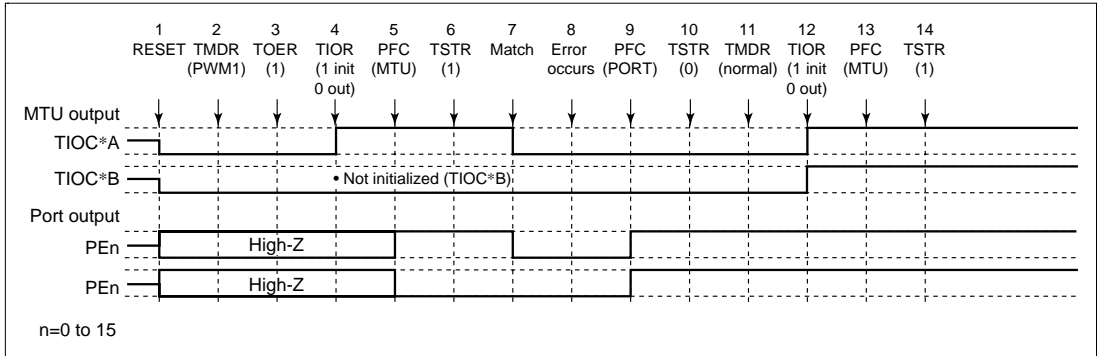 1 2 3 4 5 6 7 8 9 10 11 12 13 14
RESET TMDR TOER TIOR PFC TSTR Match Error PFC TSTR TMDR TIOR PFC TSTR
(PWM1) (1) (1 init (MTU) (1) occurs (PORT) (0) (normal) (1 init (MTU) (1)
0 out) 0 out)
MTU output
TIOC*A
TIOC*B • Not initialized (TIOC*B)
Port output
PEn High-Z
PEn High-Z
n=0 to 15